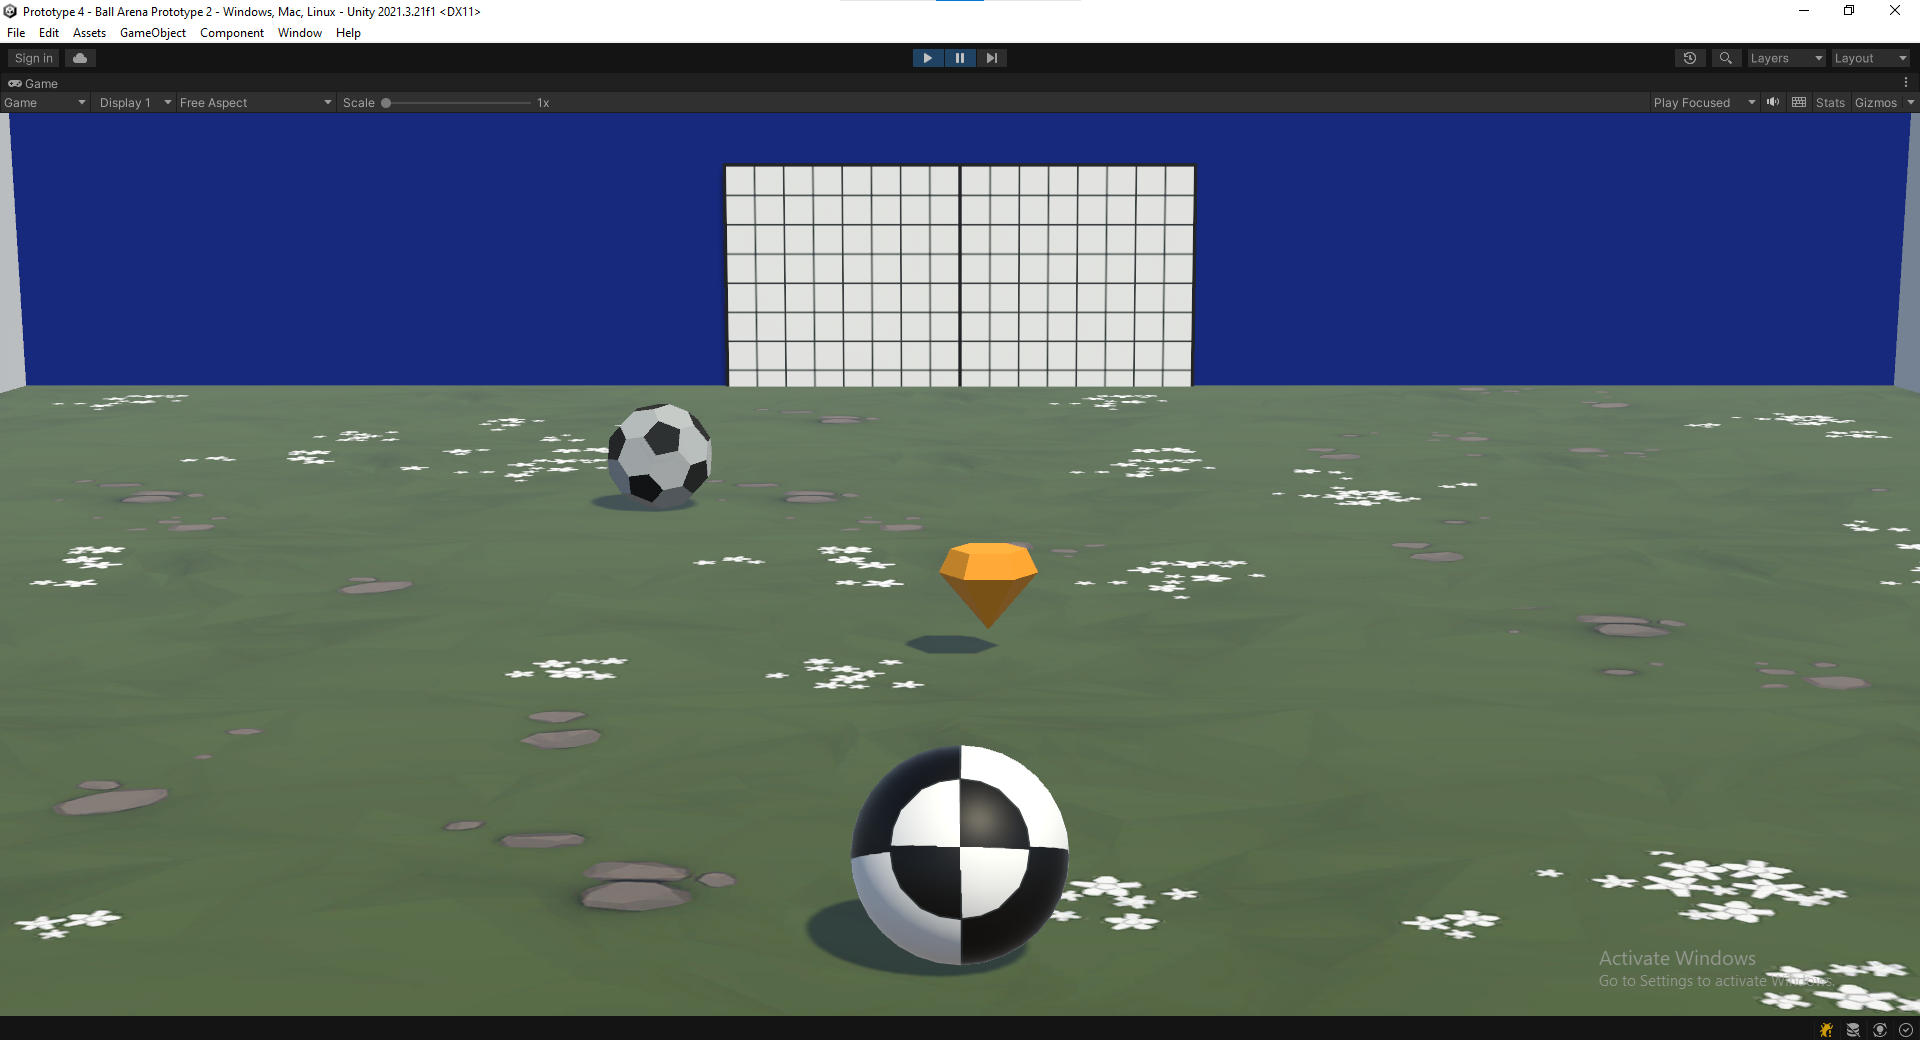 Prototype 4 - Ball Arena Prototype 2 - Windows, Mac, Linux - Unity 2021.3.21f1 <DX11>
File Edit Assets GameObject Component Window Help
Sign in Layers Layout
Game
Game Display 1 Free Aspect Scale 1x Play Focused Stats Gizmos
Activate Windows
Go to Settings to activate Windows.